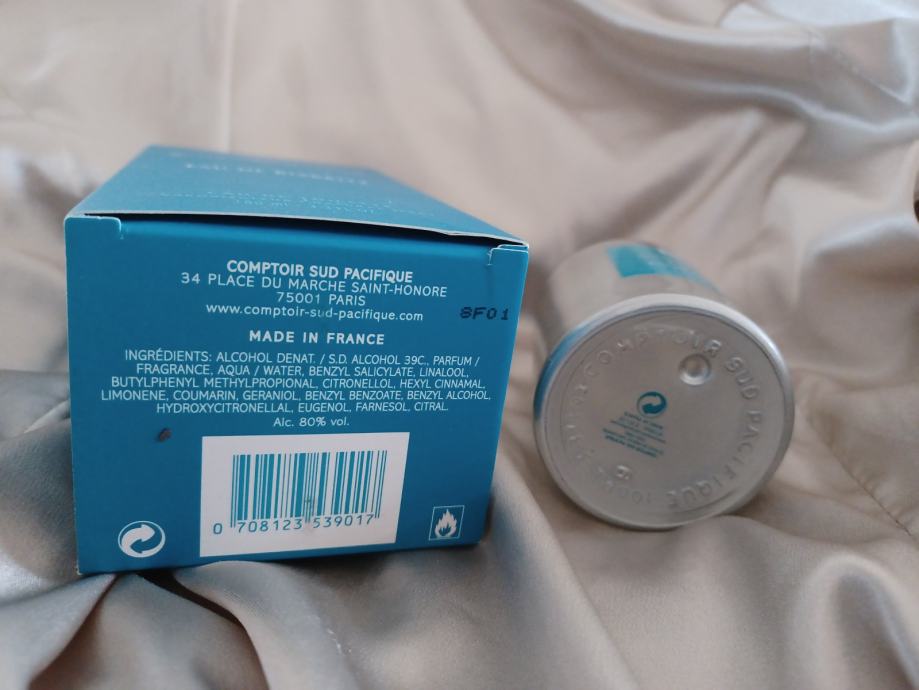 COMPTOIR SUD PACIFIQUE
34 PLACE DU MARCHE SAINT-HONORE
75001 PARIS
www.comptoir-sud-pacifique.com
8F01
MADE IN FRANCE
INGRÉDIENTS: ALCOHOL DENAT. / S.D. ALCOHOL 39C., PARFUM /
FRAGRANCE, AQUA / WATER, BENZYL SALICYLATE, LINALOOL,
BUTYLPHENYL METHYLPROPIONAL, CITRONELLOL, HEXYL CINNAMAL,
LIMONENE, COUMARIN, GERANIOL, BENZYL BENZOATE, BENZYL ALCOHOL,
HYDROXYCITRONELLAL, EUGENOL, FARNESOL, CITRAL.
Alc. 80% vol.
0 708123 539017
COMPTOIR SUD PACIFIQUE